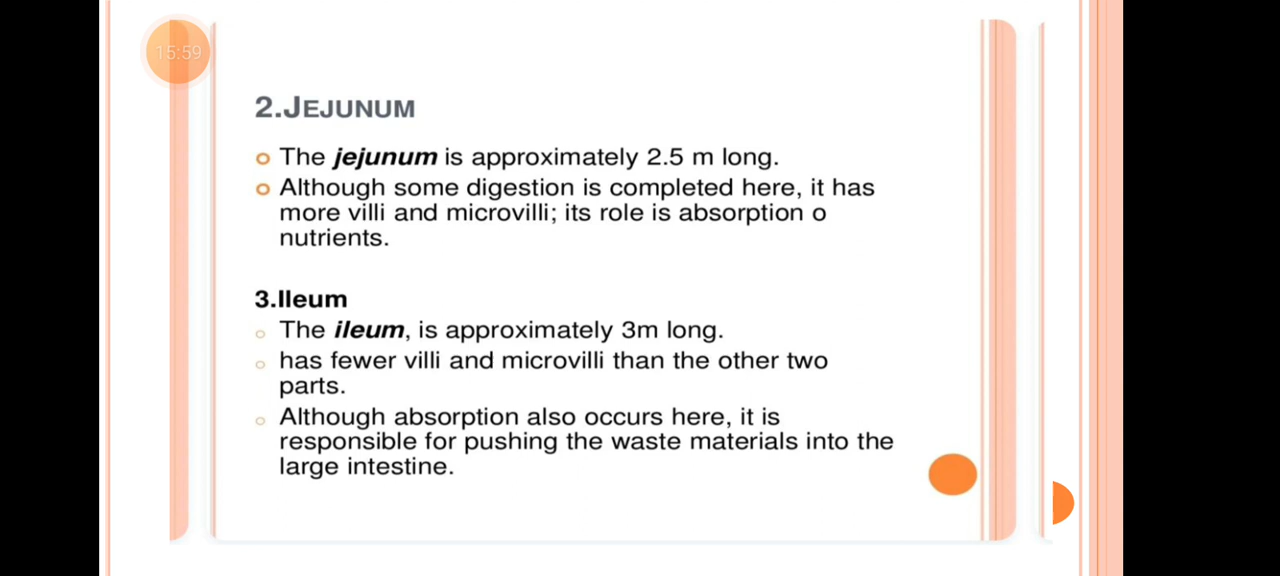 15:59
2.JEJUNUM
o The jejunum is approximately 2.5 m long.
o Although some digestion is completed here, it has
more villi and microvilli; its role is absorption o
nutrients.
3.Ileum
o The ileum, is approximately 3m long.
o has fewer villi and microvilli than the other two
parts.
o Although absorption also occurs here, it is
responsible for pushing the waste materials into the
large intestine.